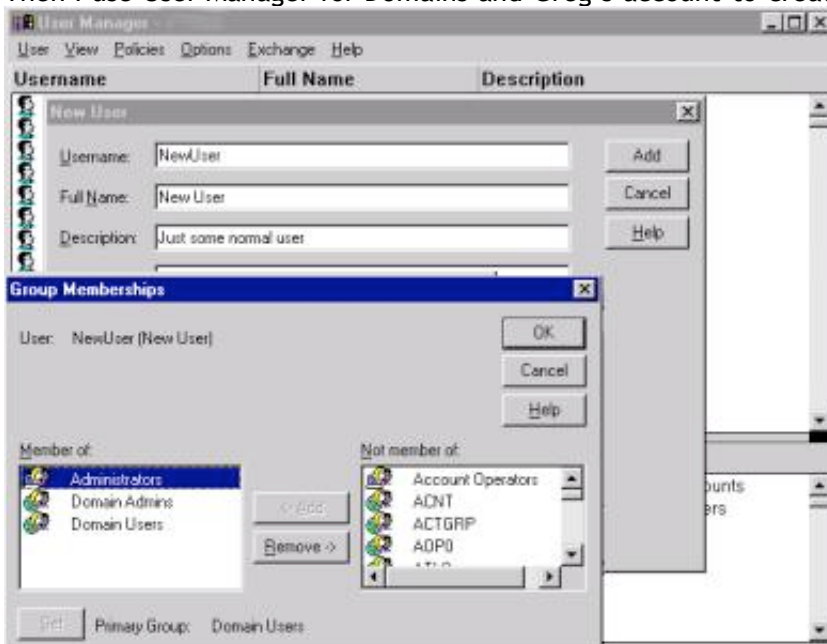 Then I use User Manager for Domains and Greg's account to creat
User Manager
User View Policies Options Exchange Help
Username Full Name Description
New User
Username: NewUser Add
Full Name: New User Cancel
Description: Just some normal user Help
Group Memberships
User: NewUser (New User) OK
Cancel
Help
Member of: Not member of:
Administrators Account Operators
Domain Admins ACNT
Domain Users ACTGRP
<- Add AOP0
Remove ->
Set Primary Group: Domain Users
ounts
ers